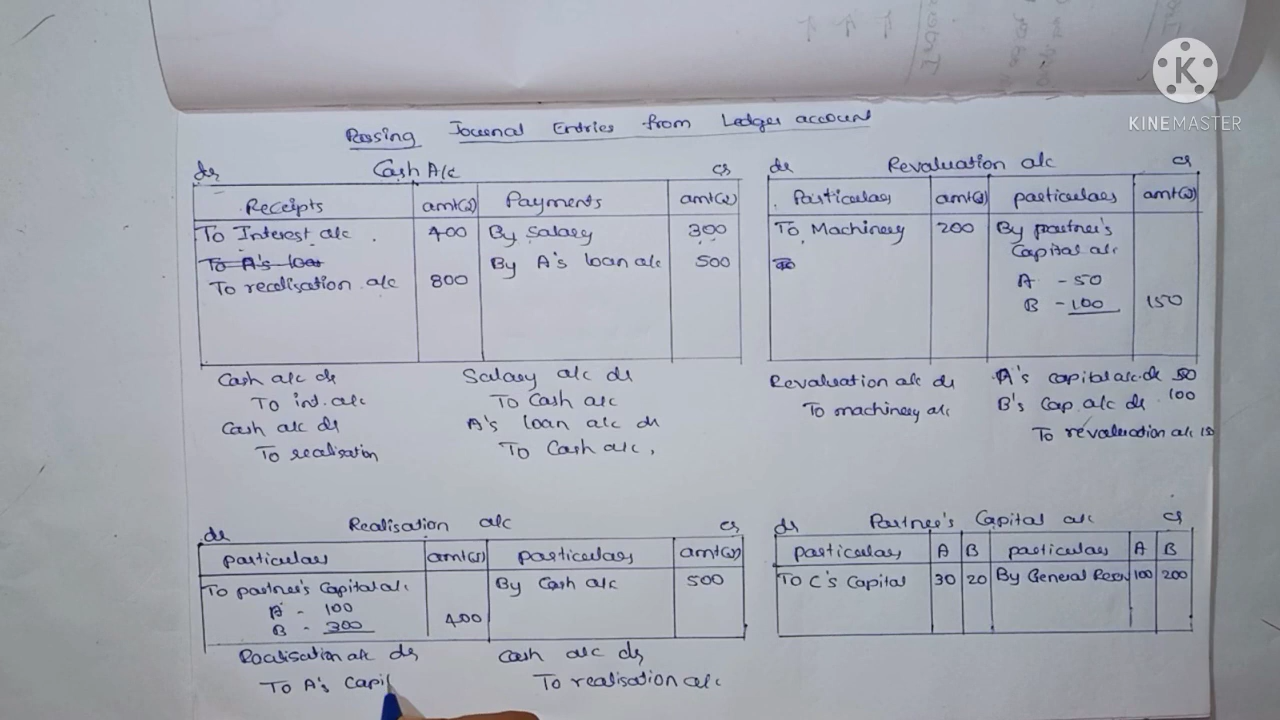 KINEMASTER
Passing Journal Entries from Ledger account
dr Cash A/c cr
Receipts amt(₹) Payments amt(₹)
To Interest a/c 400 By Salary 300
To A's loan
By A's loan a/c 500
To realisation a/c 800
Cash a/c dr Salary a/c dr
To int. a/c To Cash a/c
Cash a/c dr A's loan a/c dr
To realisation To Cash a/c,
dr Revaluation a/c cr
Particulars amt(₹) particulars amt(₹)
To Machinery 200 By partner's
To Capital a/c
A - 50
B - 100 150
Revaluation a/c dr A's capital a/c dr 50
To machinery a/c B's Cap a/c dr 100
To revaluation a/c
dr Realisation a/c cr
particulars amt(₹) particulars amt(₹)
To partner's Capital a/c By Cash a/c 500
A - 100
B - 300 400
Realisation a/c dr Cash a/c dr
To A's Capi To realisation a/c
dr Partner's Capital a/c cr
particulars A B particulars A B
To C's Capital 30 20 By General Reserv 100 200